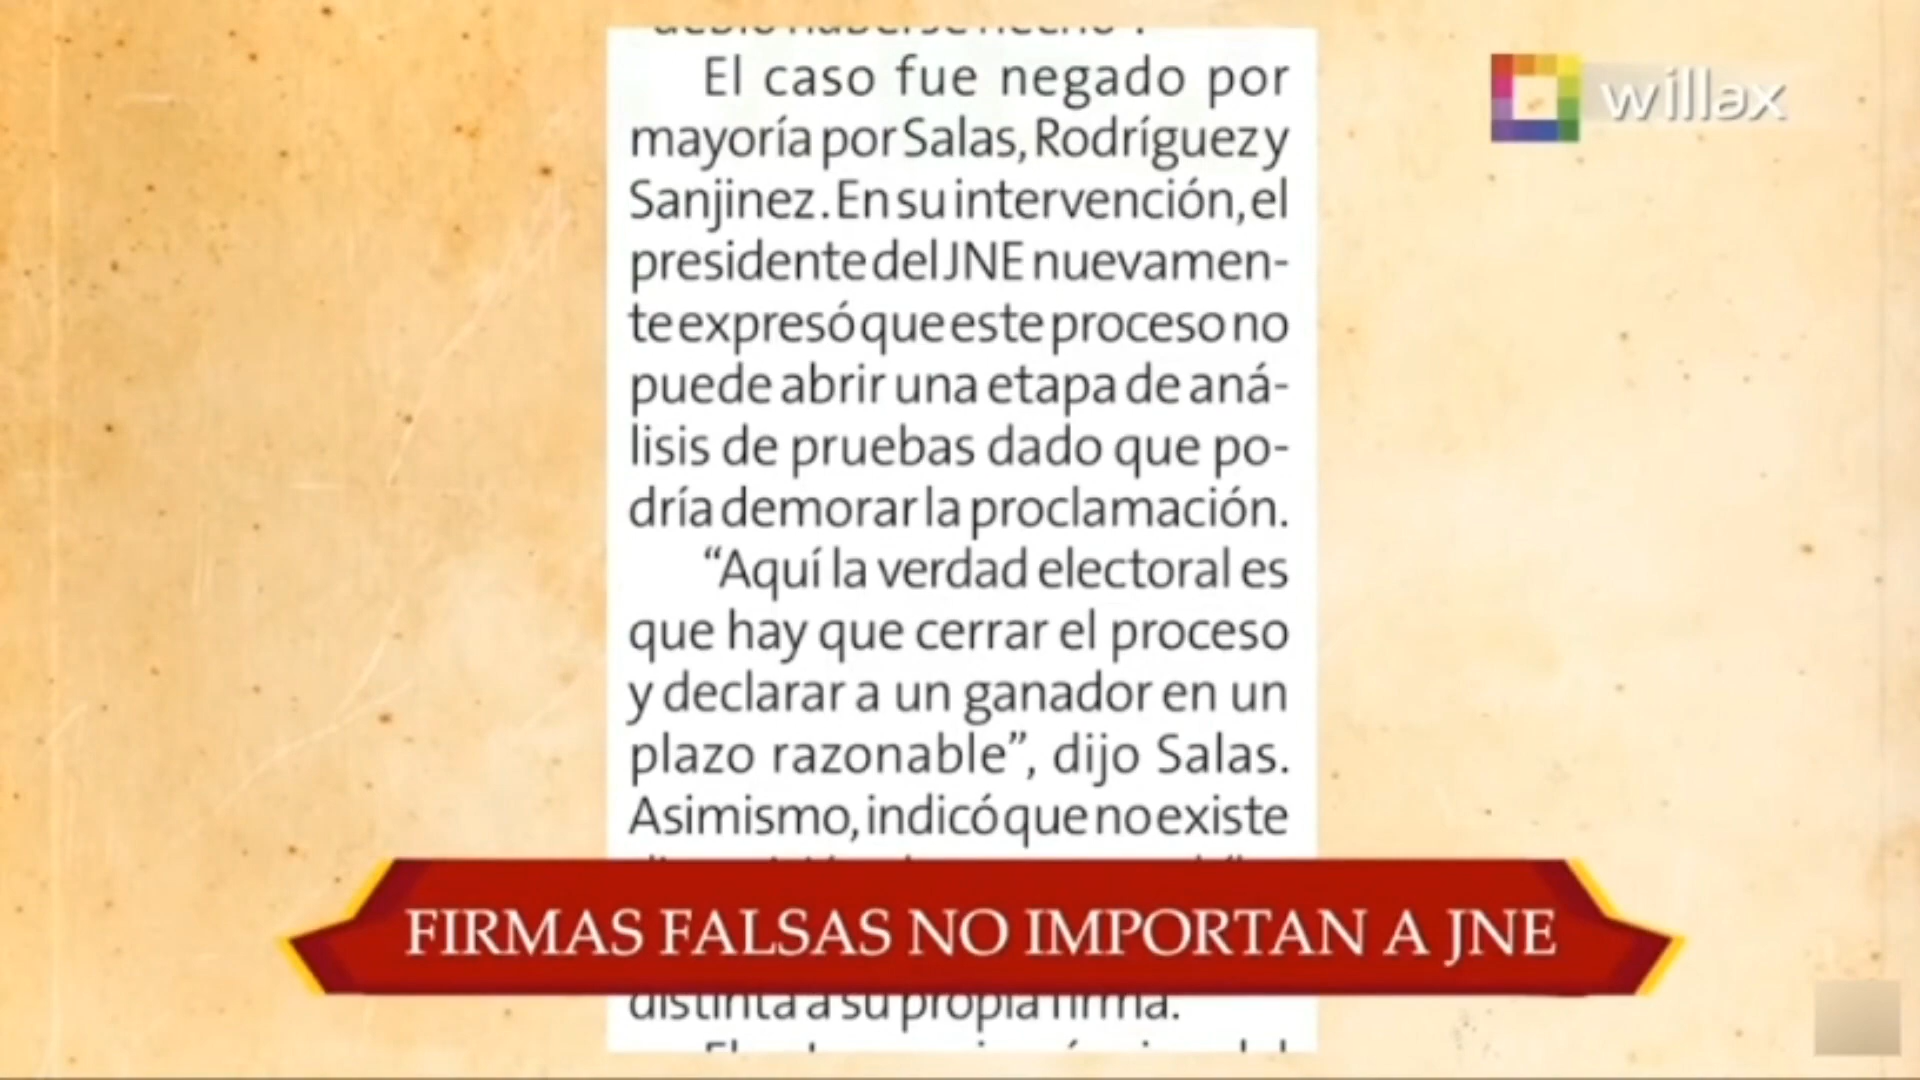 El caso fue negado por
mayoría por Salas, Rodríguez y
Sanjinez. En su intervención, el
presidente del JNE nuevamen-
te expresó que este proceso no
puede abrir una etapa de aná-
lisis de pruebas dado que po-
dría demorar la proclamación.
“Aquí la verdad electoral es
que hay que cerrar el proceso
y declarar a un ganador en un
plazo razonable”, dijo Salas.
Asimismo, indicó que no existe
distinta a su propia firma.
willax
FIRMAS FALSAS NO IMPORTAN A JNE